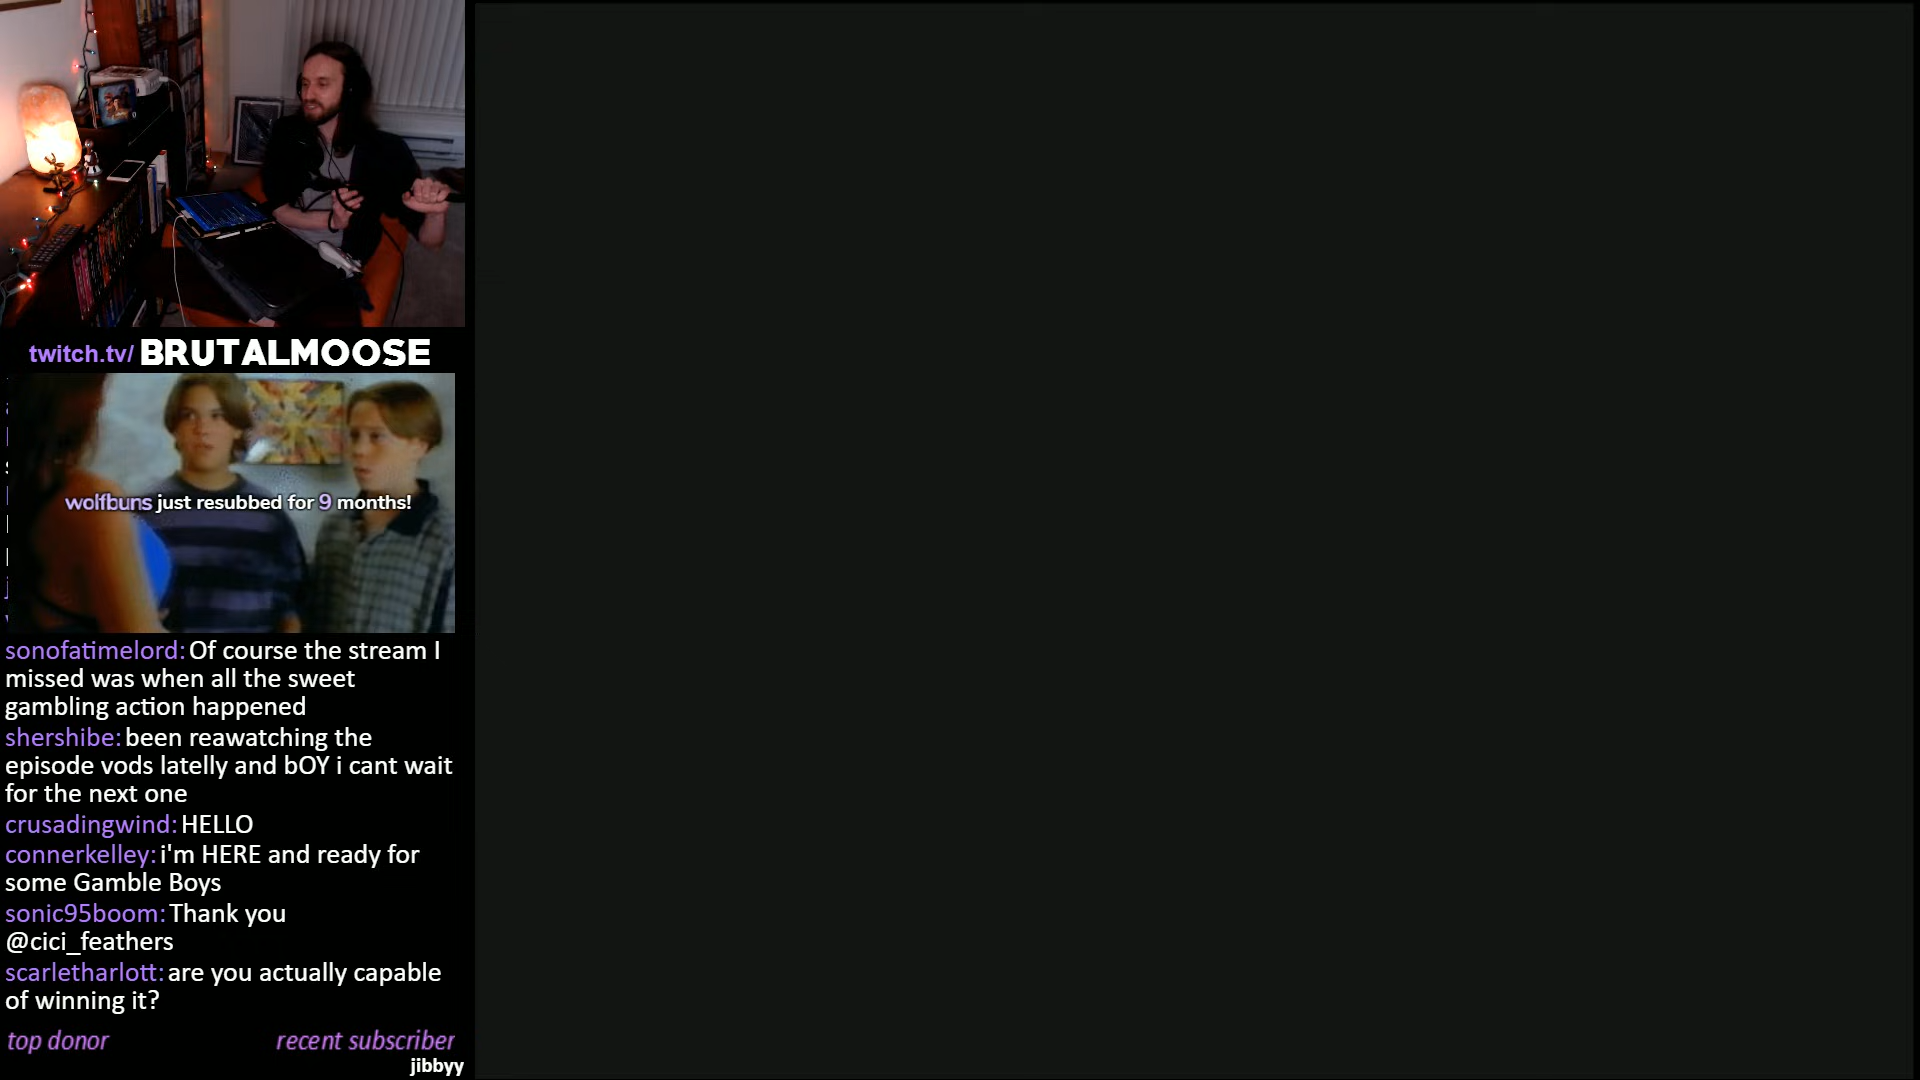 twitch.tv/ BRUTALMOOSE
wolfbuns just resubbed for 9 months!
sonofatimelord: Of course the stream I
missed was when all the sweet
gambling action happened
shershibe: been reawatching the
episode vods latelly and bOY i cant wait
for the next one
crusadingwind: HELLO
connerkelley: i'm HERE and ready for
some Gamble Boys
sonic95boom: Thank you
@cici_feathers
scarletharlott: are you actually capable
of winning it?
top donor
recent subscriber
jibbyy